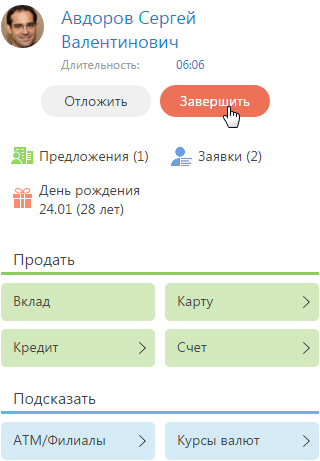 Авдоров Сергей
Валентинович
Длительность: 06:06
Отложить Завершить
Предложения (1) Заявки (2)
День рождения
24.01 (28 лет)
Продать
Вклад Карту
Кредит Счет
Подсказать
АТМ/Филиалы Курсы валют